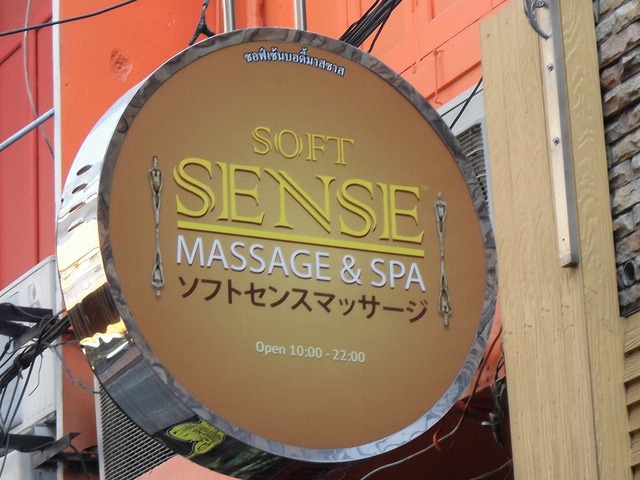 ซอฟเซ้นบอดี้มาสซาส
SOFT
SENSE
MASSAGE & SPA
ソフトセンスマッサージ
Open 10:00 - 22:00